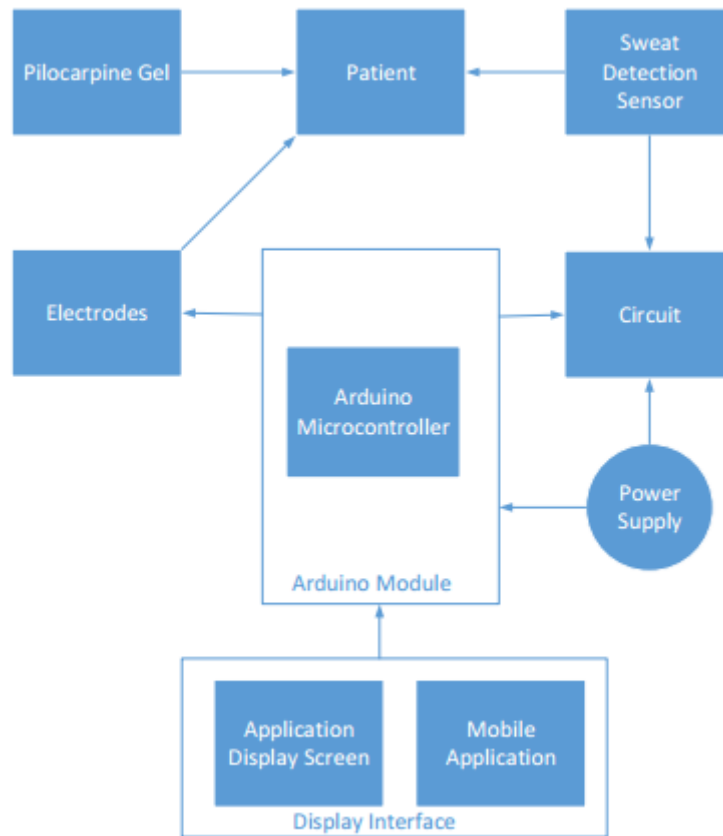 Pilocarpine Gel
Patient
Sweat
Detection
Sensor
Electrodes
Circuit
Arduino
Microcontroller
Power
Supply
Arduino Module
Application
Display Screen
Mobile
Application
Display Interface